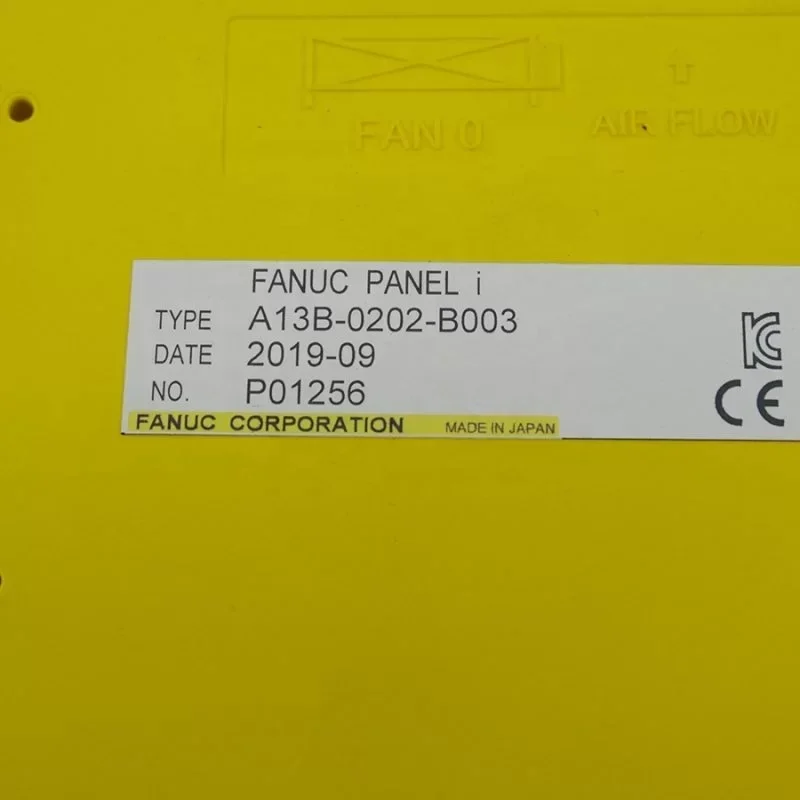 FAN 0
AIR FLOW
FANUC PANEL i
TYPE A13B-0202-B003
DATE 2019-09
NO. P01256
FANUC CORPORATION MADE IN JAPAN
KC
CE